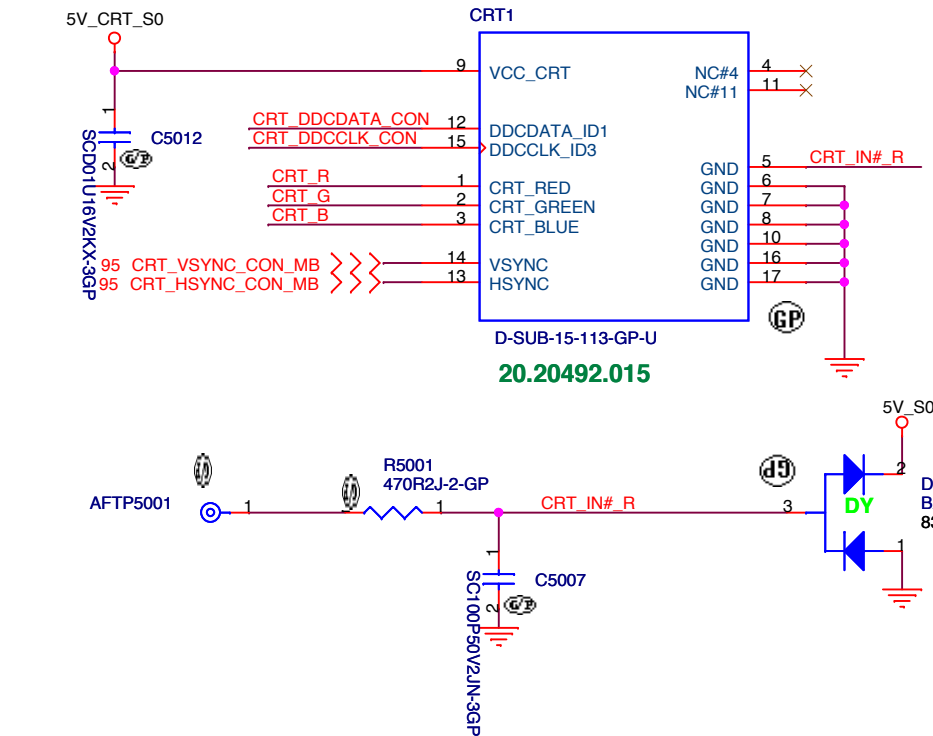 5V_CRT_S0
CRT1
9 VCC_CRT
NC#4 4
NC#11 11
1
C5012
G/P
2
SCD01U16V2KX-3GP
CRT_DDCDATA_CON 12 DDCDATA_ID1
CRT_DDCCLK_CON 15 DDCCLK_ID3
GND 5 CRT_IN#_R
CRT_R 1 CRT_RED
GND 6
CRT_G 2 CRT_GREEN
GND 7
CRT_B 3 CRT_BLUE
GND 8
GND 10
95 CRT_VSYNC_CON_MB 14 VSYNC
GND 16
95 CRT_HSYNC_CON_MB 13 HSYNC
GND 17
GP
D-SUB-15-113-GP-U
20.20492.015
5V_S0
R5001
470R2J-2-GP
GP
AFTP5001 1
1
CRT_IN#_R 3
2
DY
1
D
B
1
C5007
G/P
2
SC100P50V2JN-3GP